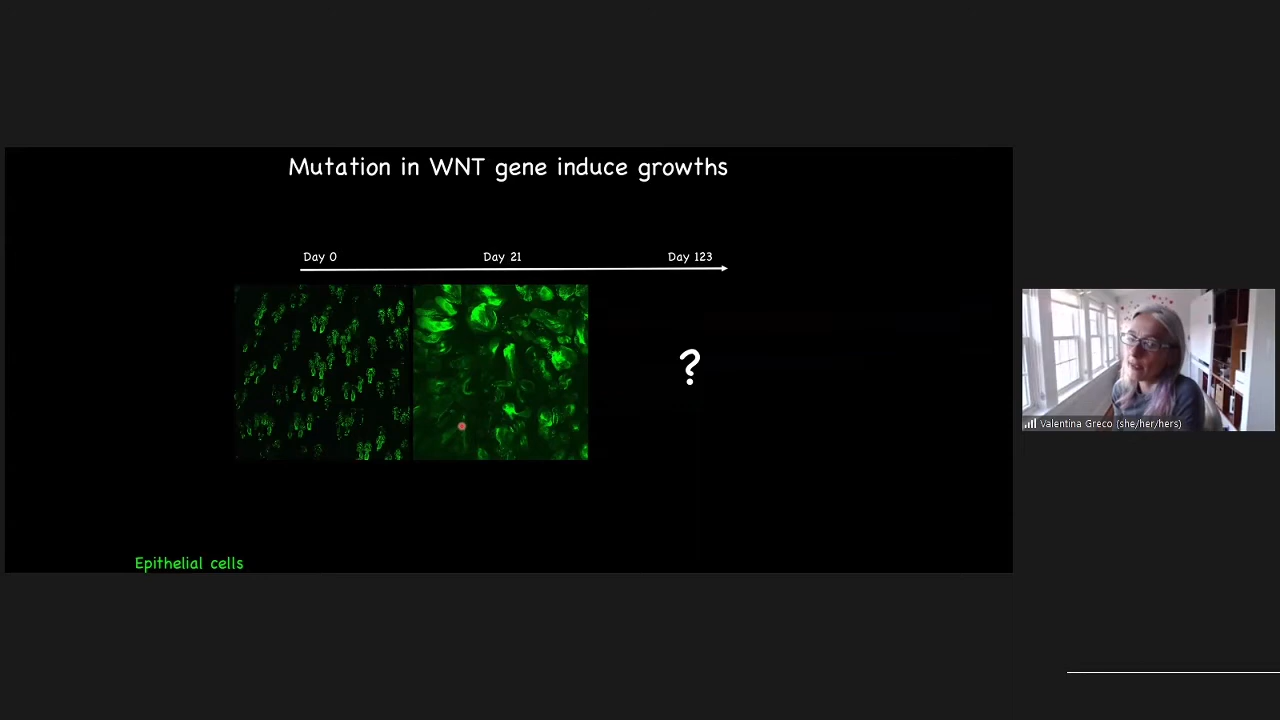 Mutation in WNT gene induce growths
Day 0 Day 21 Day 123
?
Valentina Greco (she/her/hers)
Epithelial cells